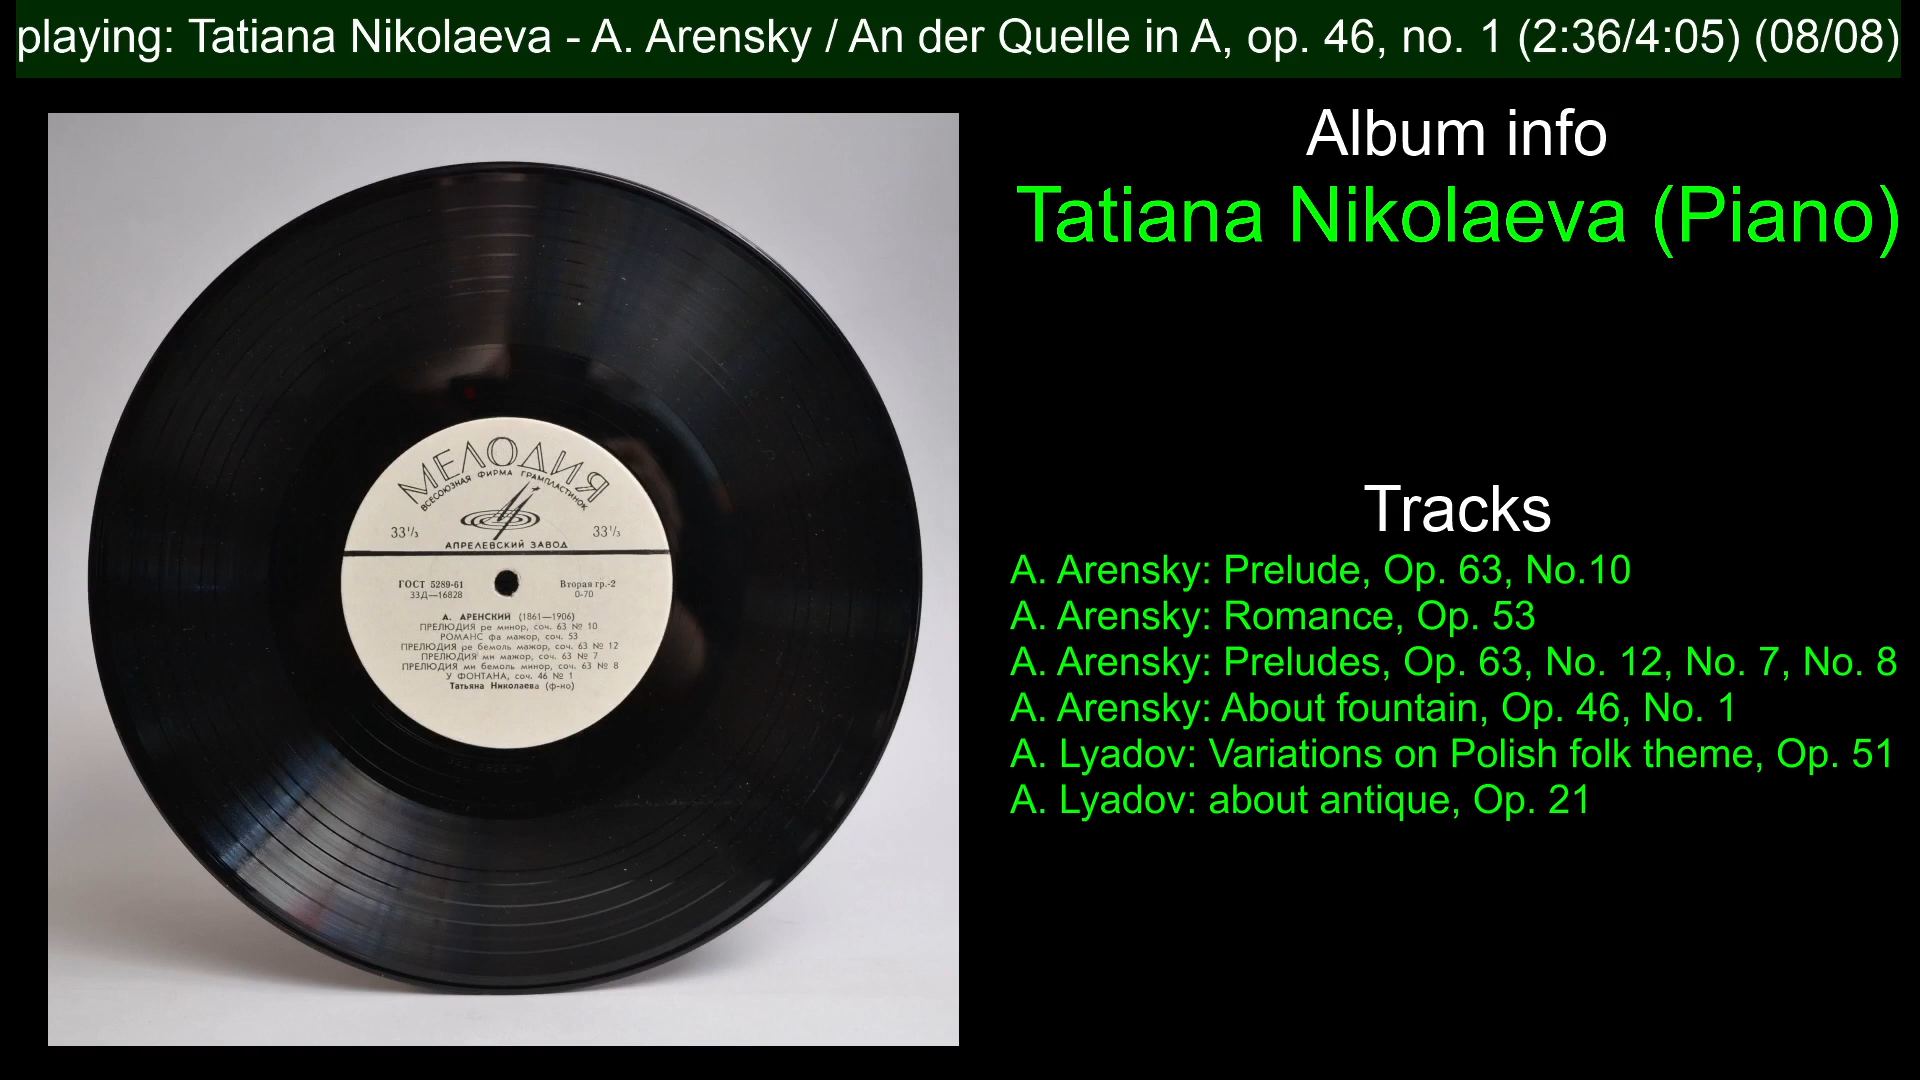 playing: Tatiana Nikolaeva - A. Arensky / An der Quelle in A, op. 46, no. 1 (2:36/4:05) (08/08)
МЕЛОДИЯ
ВСЕСОЮЗНАЯ ФИРМА ГРАМПЛАСТИНОК
33 1/3
33 1/3
АПРЕЛЕВСКИЙ ЗАВОД
ГОСТ 5289-61
33Д—16828
Вторая гр.-2
0-70
А. АРЕНСКИЙ (1861—1906)
ПРЕЛЮДИЯ ре минор, соч. 63 № 10
РОМАНС фа мажор, соч. 53
ПРЕЛЮДИЯ ре бемоль мажор, соч. 63 № 12
ПРЕЛЮДИЯ ми мажор, соч. 63 № 7
ПРЕЛЮДИЯ ми бемоль минор, соч. 63 № 8
У ФОНТАНА, соч. 46 № 1
Татьяна Николаева (ф-но)
Album info
Tatiana Nikolaeva (Piano)
Tracks
A. Arensky: Prelude, Op. 63, No.10
A. Arensky: Romance, Op. 53
A. Arensky: Preludes, Op. 63, No. 12, No. 7, No. 8
A. Arensky: About fountain, Op. 46, No. 1
A. Lyadov: Variations on Polish folk theme, Op. 51
A. Lyadov: about antique, Op. 21